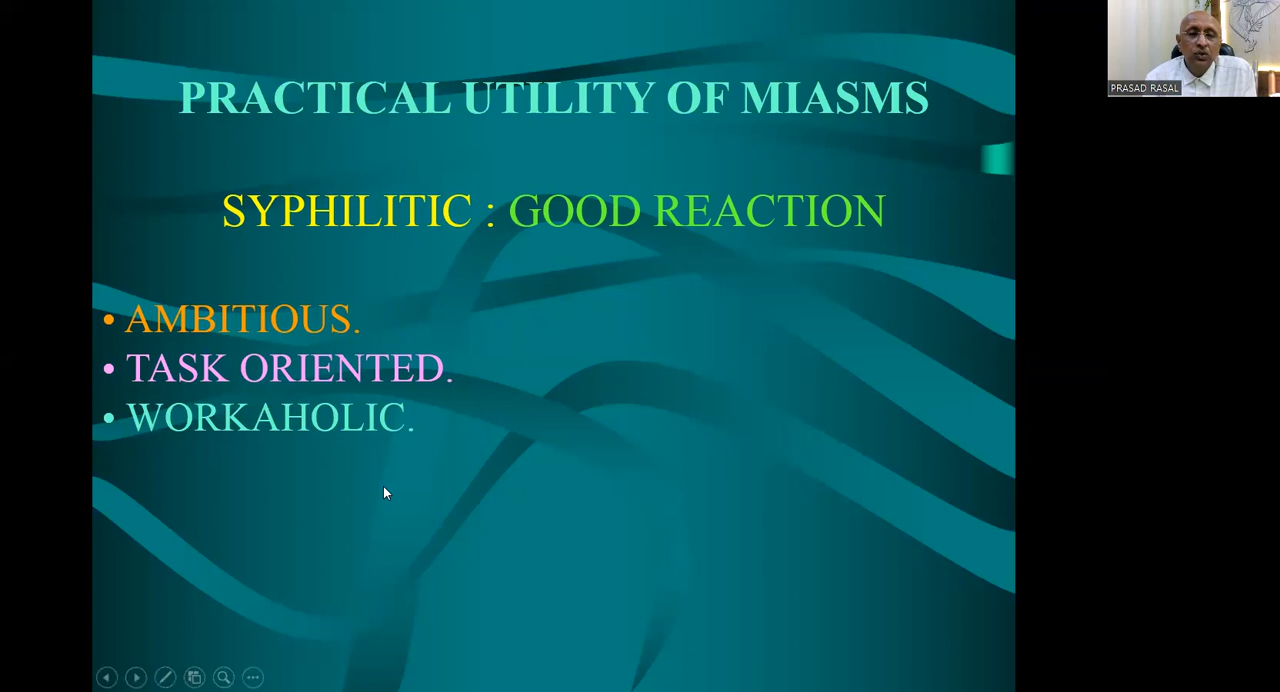 PRACTICAL UTILITY OF MIASMS
SYPHILITIC : GOOD REACTION
• AMBITIOUS.
• TASK ORIENTED.
• WORKAHOLIC.
PRASAD RASAL